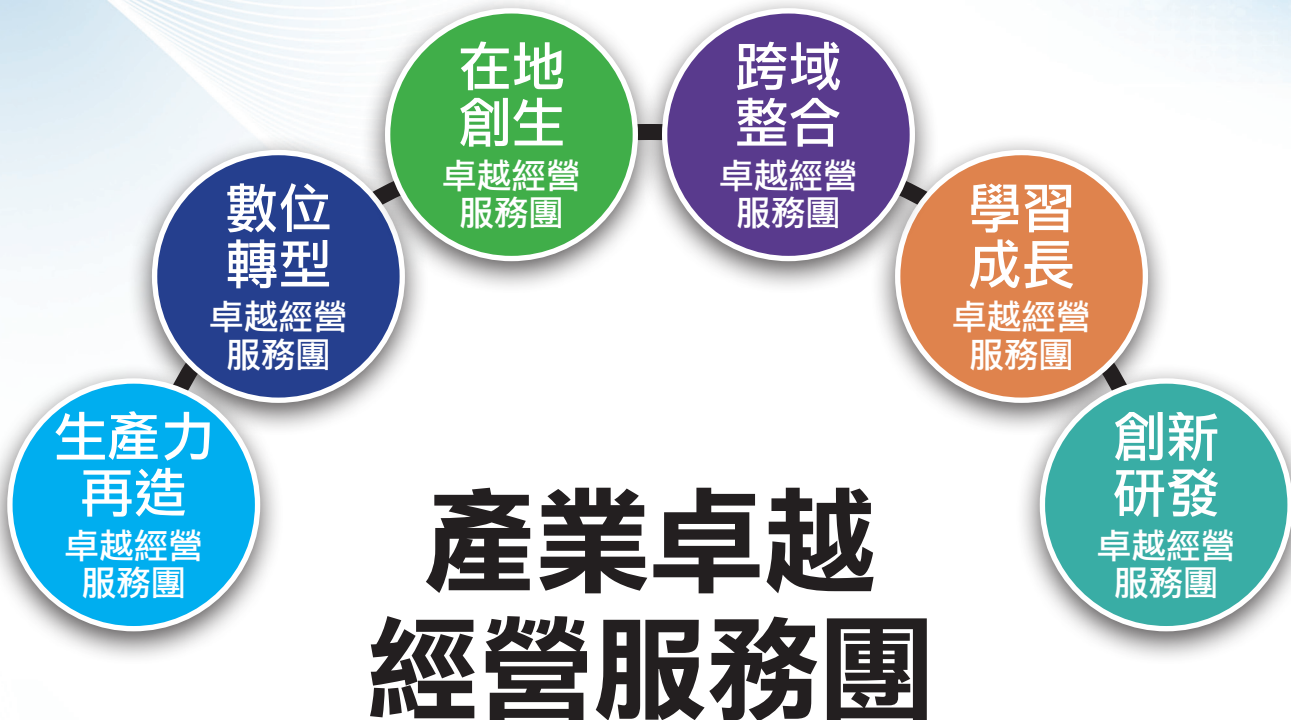 生產力
再造
卓越經營
服務團
數位
轉型
卓越經營
服務團
在地
創生
卓越經營
服務團
跨域
整合
卓越經營
服務團
學習
成長
卓越經營
服務團
創新
研發
卓越經營
服務團
產業卓越
經營服務團